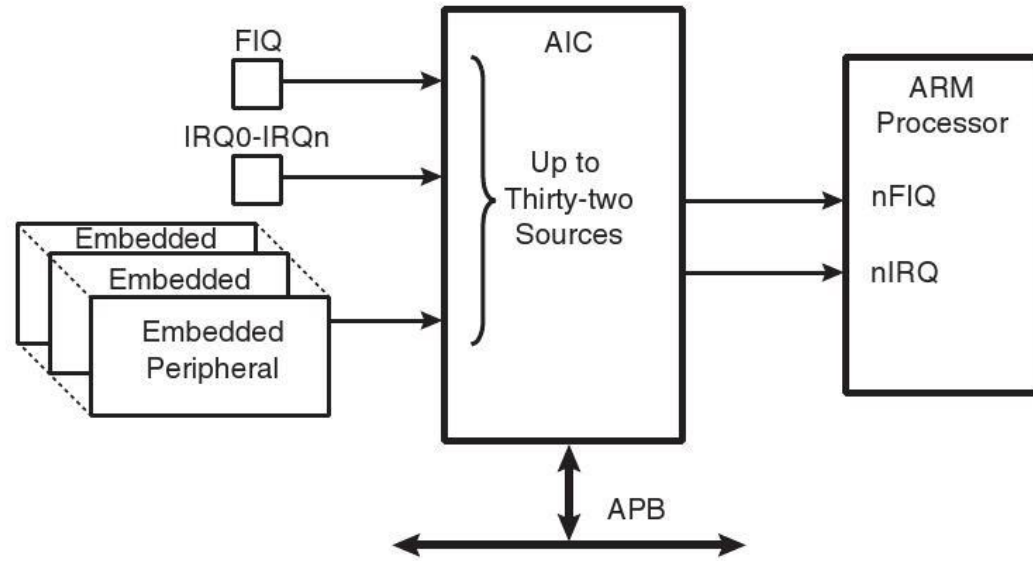 FIQ
IRQ0-IRQn
Embedded
Embedded
Embedded
Peripheral
AIC
Up to
Thirty-two
Sources
ARM
Processor
nFIQ
nIRQ
APB